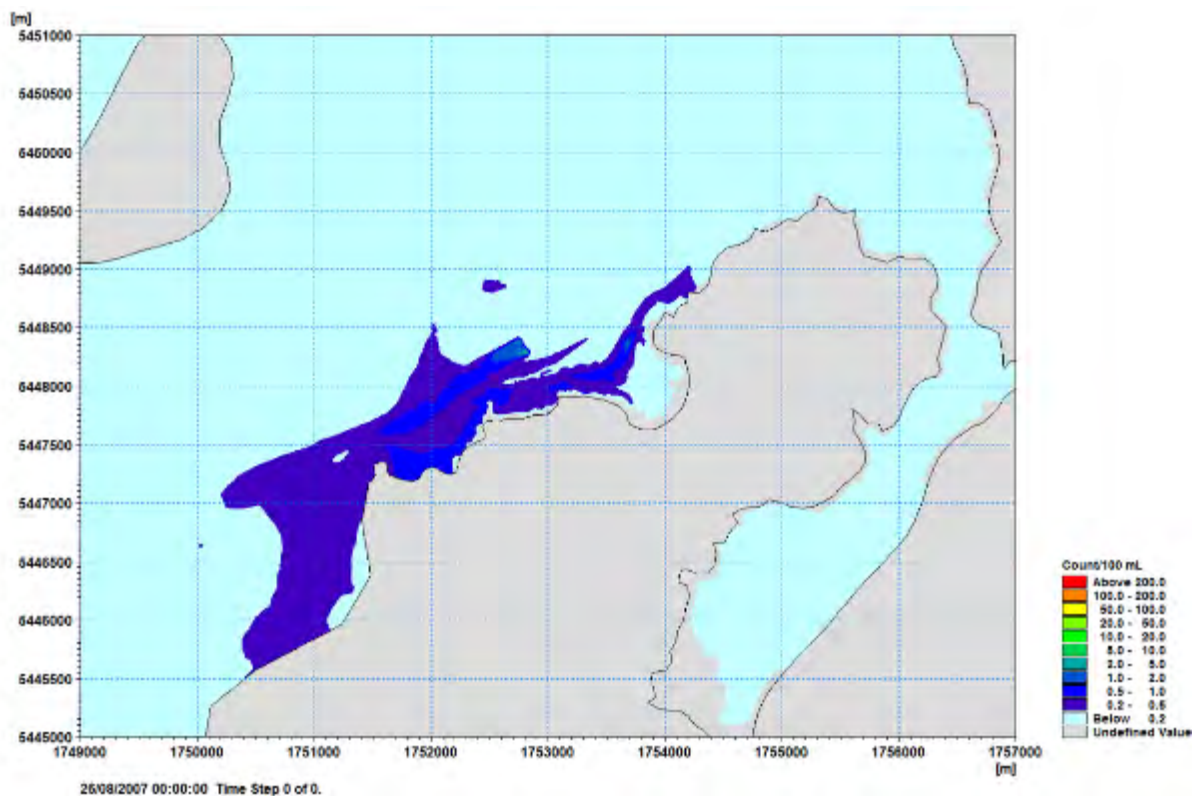 [m]
5451000
5450500
5460000
5449500
5449000
5448500
5448000
5447500
5447000
5446500
5446000
5445500
5445000
1749000 1750000 1751000 1752000 1753000 1754000 1755000 1756000 1757000
[m]
26/08/2007 00:00:00 Time Step 0 of 0.
Count/100 mL
Above 200.0
100.0 - 200.0
50.0 - 100.0
20.0 - 50.0
10.0 - 20.0
5.0 - 10.0
2.0 - 5.0
1.0 - 2.0
0.5 - 1.0
0.2 - 0.5
Below 0.2
Undefined Value